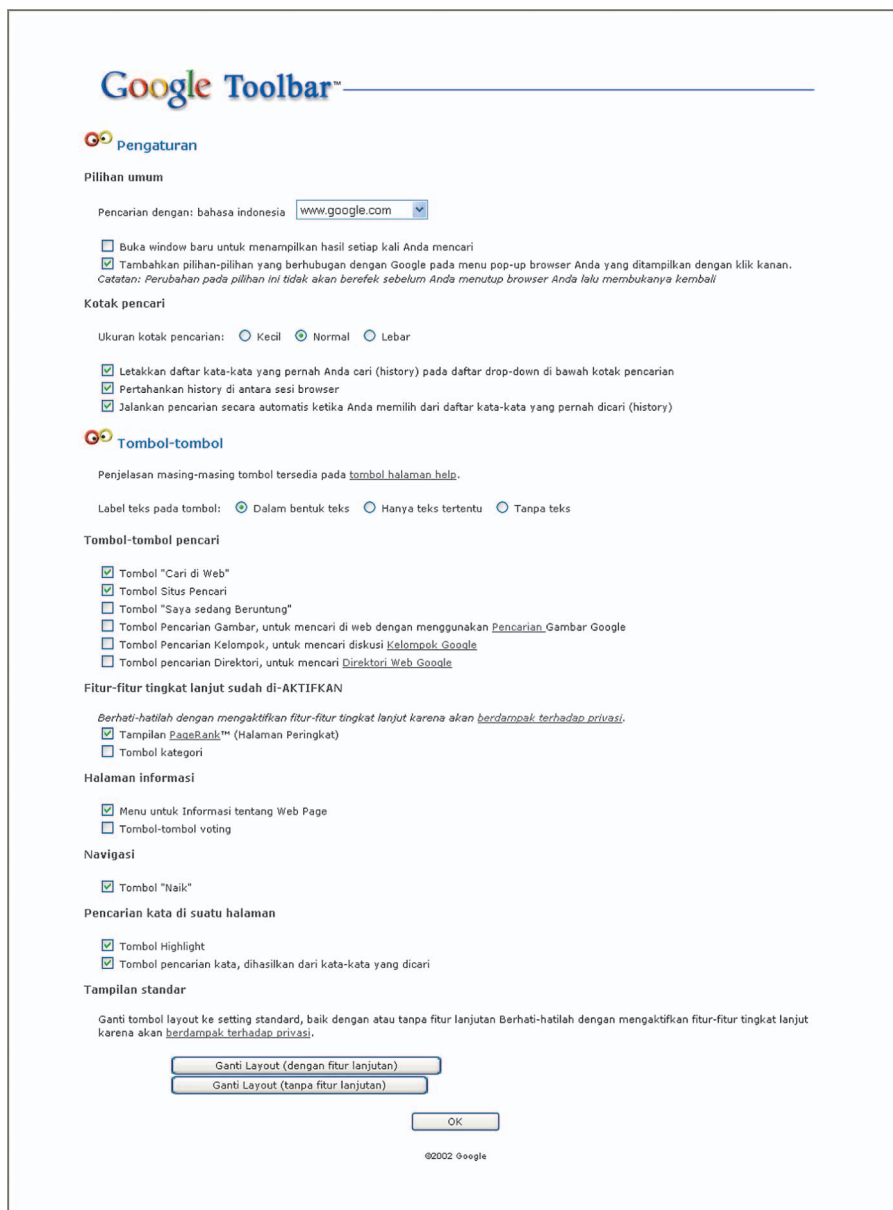 Google Toolbar™
Pengaturan
Pilihan umum
Pencarian dengan: bahasa indonesia www.google.com
Buka window baru untuk menampilkan hasil setiap kali Anda mencari
Tambahkan pilihan-pilihan yang berhubugan dengan Google pada menu pop-up browser Anda yang ditampilkan dengan klik kanan.
Catatan: Perubahan pada pilihan ini tidak akan berefek sebelum Anda menutup browser Anda lalu membukanya kembali
Kotak pencari
Ukuran kotak pencarian: Kecil Normal Lebar
Letakkan daftar kata-kata yang pernah Anda cari (history) pada daftar drop-down di bawah kotak pencarian
Pertahankan history di antara sesi browser
Jalankan pencarian secara automatis ketika Anda memilih dari daftar kata-kata yang pernah dicari (history)
Tombol-tombol
Penjelasan masing-masing tombol tersedia pada tombol halaman help.
Label teks pada tombol: Dalam bentuk teks Hanya teks tertentu Tanpa teks
Tombol-tombol pencari
Tombol "Cari di Web"
Tombol Situs Pencari
Tombol "Saya sedang Beruntung"
Tombol Pencarian Gambar, untuk mencari di web dengan menggunakan Pencarian Gambar Google
Tombol Pencarian Kelompok, untuk mencari diskusi Kelompok Google
Tombol pencarian Direktori, untuk mencari Direktori Web Google
Fitur-fitur tingkat lanjut sudah di-AKTIFKAN
Berhati-hatilah dengan mengaktifkan fitur-fitur tingkat lanjut karena akan berdampak terhadap privasi.
Tampilan PageRank™ (Halaman Peringkat)
Tombol kategori
Halaman informasi
Menu untuk Informasi tentang Web Page
Tombol-tombol voting
Navigasi
Tombol "Naik"
Pencarian kata di suatu halaman
Tombol Highlight
Tombol pencarian kata, dihasilkan dari kata-kata yang dicari
Tampilan standar
Ganti tombol layout ke setting standard, baik dengan atau tanpa fitur lanjutan Berhati-hatilah dengan mengaktifkan fitur-fitur tingkat lanjut
karena akan berdampak terhadap privasi.
Ganti Layout (dengan fitur lanjutan)
Ganti Layout (tanpa fitur lanjutan)
OK
©2002 Google